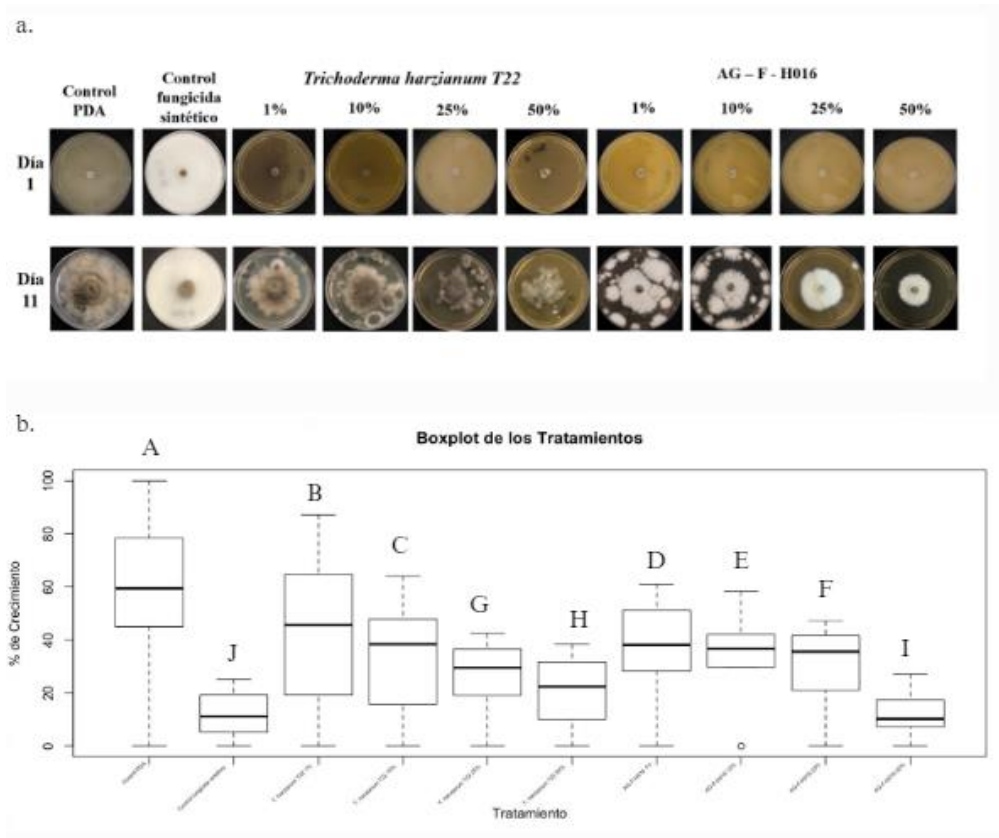 a.
Control PDA
Control fungicida sintético
Trichoderma harzianum T22
AG – F - H016
1% 10% 25% 50% 1% 10% 25% 50%
Día 1
Día 11
b.
Boxplot de los Tratamientos
A
B
C
D
E
F
G
H
I
J
% de Crecimiento
100
80
60
40
20
0
Tratamiento